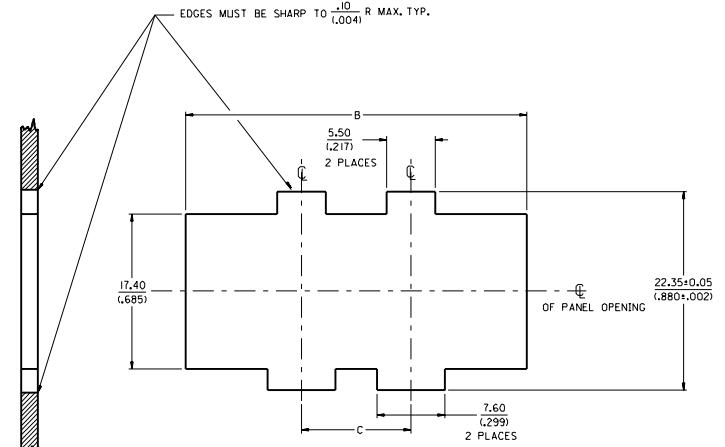 EDGES MUST BE SHARP TO .10 R MAX. TYP.
(.004)
B
5.50
(.217)
2 PLACES
℄ ℄
17.40
(.685)
℄
OF PANEL OPENING
22.35±0.05
(.880±.002)
C
7.60
(.299)
2 PLACES